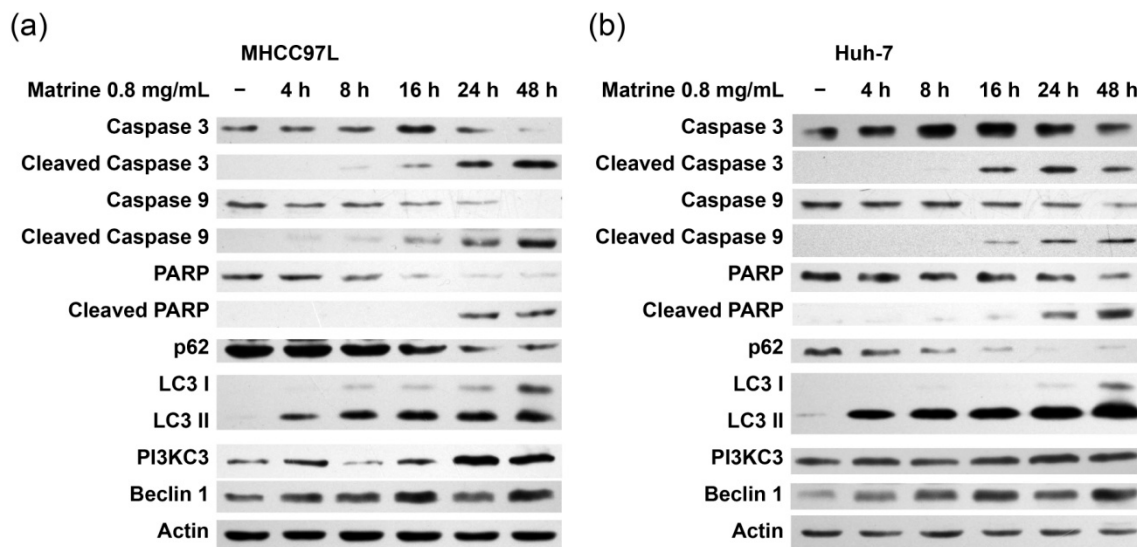 (a)
MHCC97L
Matrine 0.8 mg/mL – 4 h 8 h 16 h 24 h 48 h
Caspase 3
Cleaved Caspase 3
Caspase 9
Cleaved Caspase 9
PARP
Cleaved PARP
p62
LC3 I
LC3 II
PI3KC3
Beclin 1
Actin
(b)
Huh-7
Matrine 0.8 mg/mL – 4 h 8 h 16 h 24 h 48 h
Caspase 3
Cleaved Caspase 3
Caspase 9
Cleaved Caspase 9
PARP
Cleaved PARP
p62
LC3 I
LC3 II
PI3KC3
Beclin 1
Actin